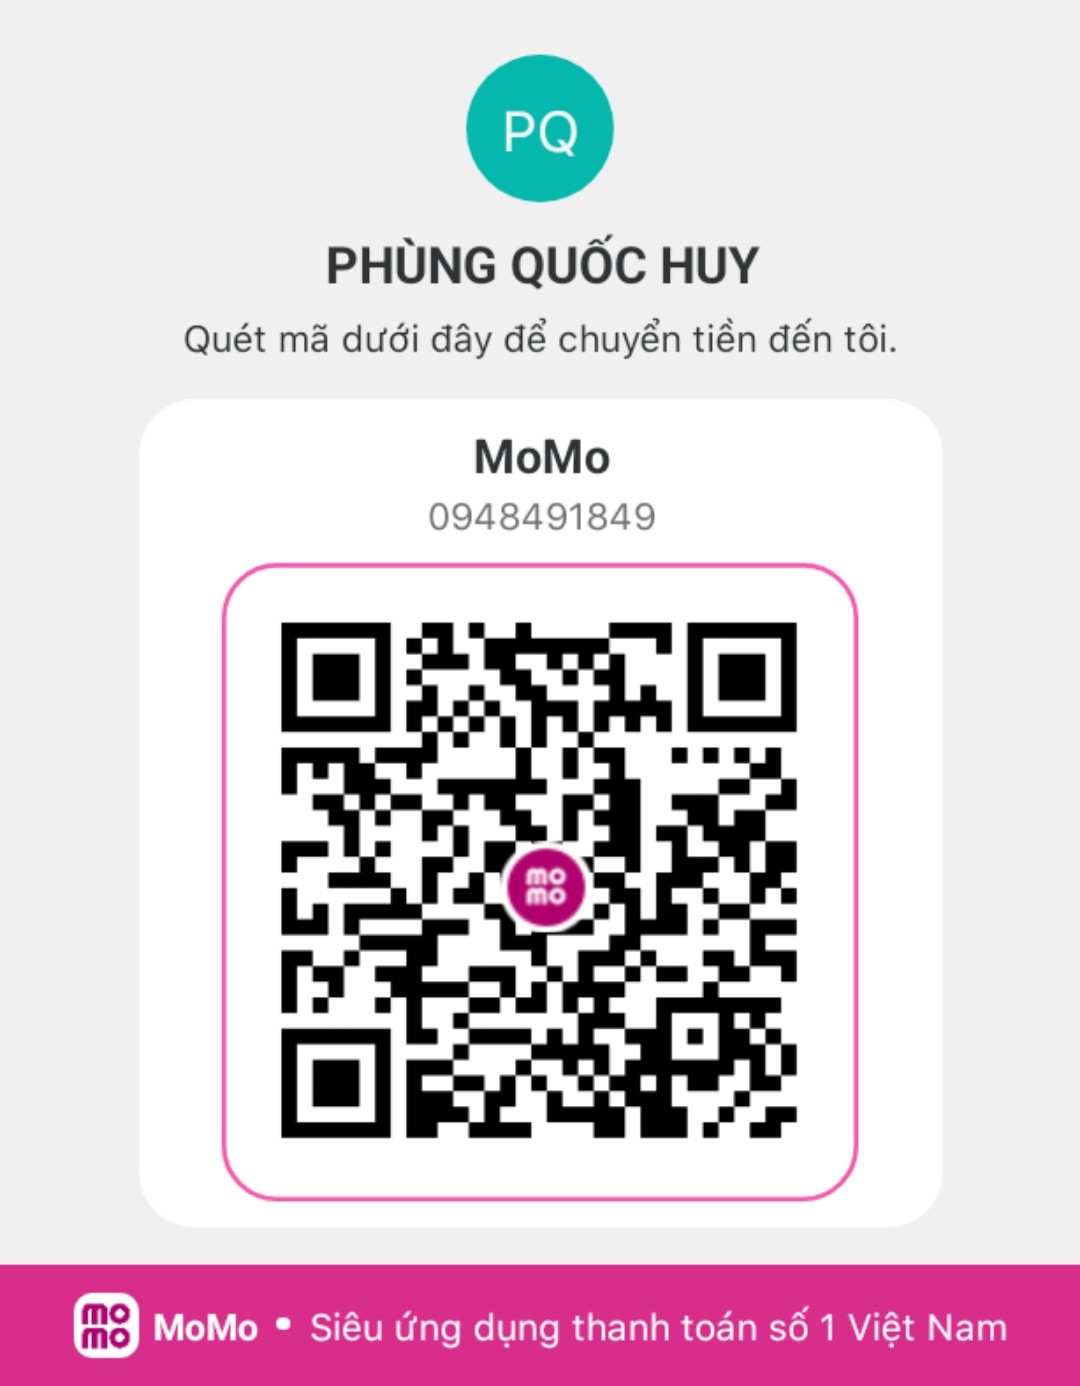 PQ
PHÙNG QUỐC HUY
Quét mã dưới đây để chuyển tiền đến tôi.
MoMo
0948491849
mo
mo
mo
mo
MoMo • Siêu ứng dụng thanh toán số 1 Việt Nam